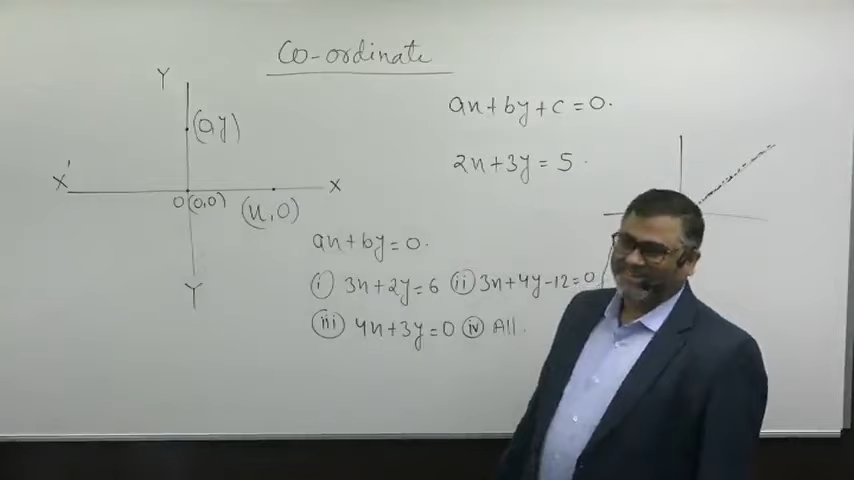 Co-ordinate
Y
(0,y)
X'
X
0(0,0)
(x,0)
Y
ax+by+c=0.
2x+3y=5.
ax+by=0.
(i) 3x+2y=6 (ii) 3x+4y-12=0
(iii) 4x+3y=0 (iv) All.